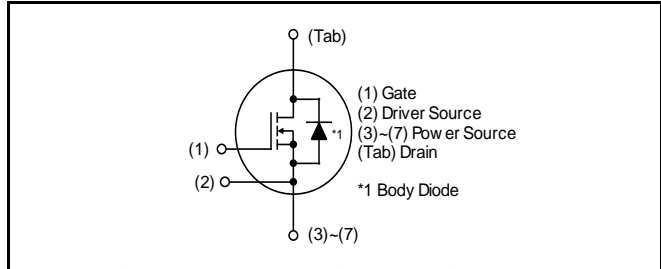 (Tab)
(1) Gate
(2) Driver Source
(3)~(7) Power Source
(Tab) Drain
*1
(1)
(2)
*1 Body Diode
(3)~(7)